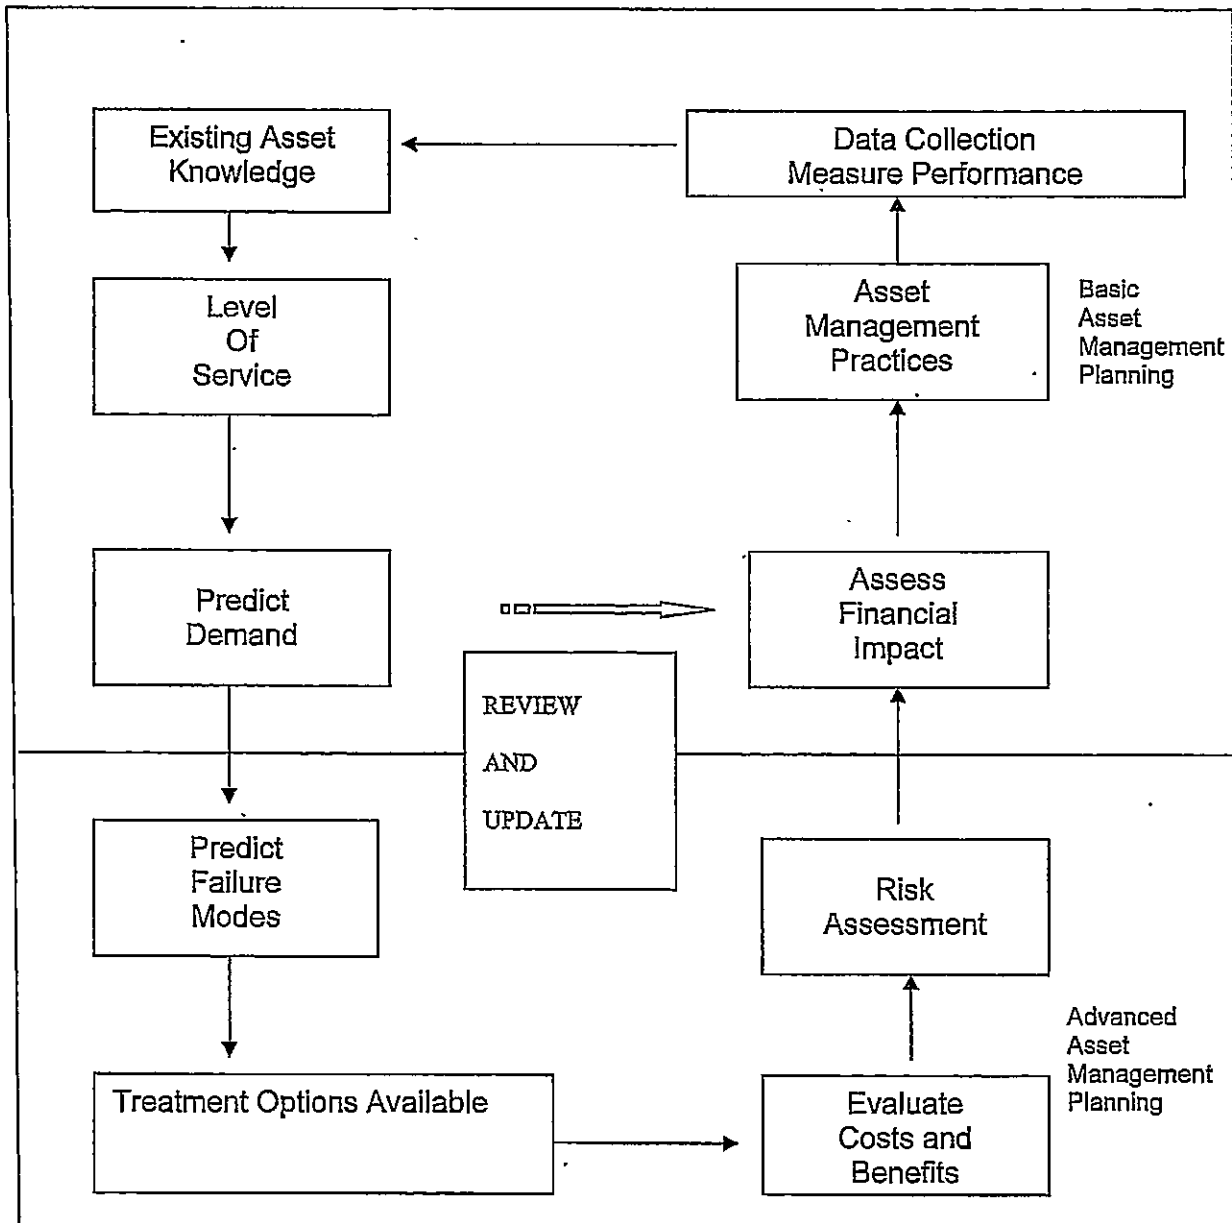 Existing Asset
Knowledge
Data Collection
Measure Performance
Level
Of
Service
Asset
Management
Practices
Basic
Asset
Management
Planning
Predict
Demand
Assess
Financial
Impact
REVIEW
AND
UPDATE
Predict
Failure
Modes
Risk
Assessment
Treatment Options Available
Evaluate
Costs and
Benefits
Advanced
Asset
Management
Planning